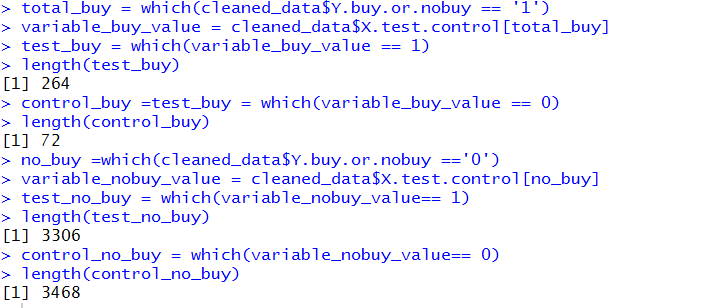 > total_buy = which(cleaned_data$Y.buy.or.nobuy == '1')
> variable_buy_value = cleaned_data$X.test.control[total_buy]
> test_buy = which(variable_buy_value == 1)
> length(test_buy)
[1] 264
> control_buy =test_buy = which(variable_buy_value == 0)
> length(control_buy)
[1] 72
> no_buy =which(cleaned_data$Y.buy.or.nobuy =='0')
> variable_nobuy_value = cleaned_data$X.test.control[no_buy]
> test_no_buy = which(variable_nobuy_value== 1)
> length(test_no_buy)
[1] 3306
> control_no_buy = which(variable_nobuy_value== 0)
> length(control_no_buy)
[1] 3468